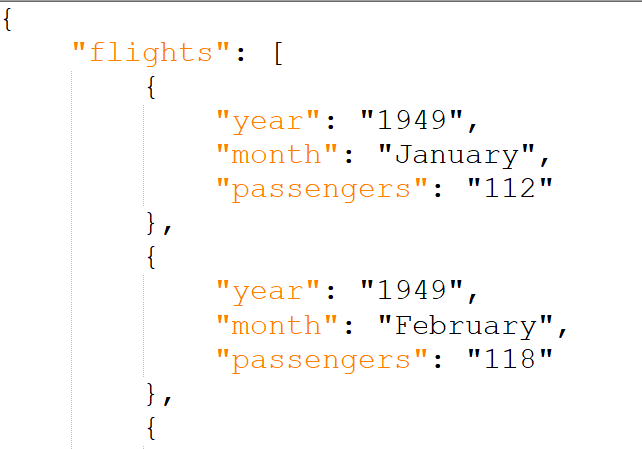 {
    "flights": [
        {
            "year": "1949",
            "month": "January",
            "passengers": "112"
        },
        {
            "year": "1949",
            "month": "February",
            "passengers": "118"
        },
        {